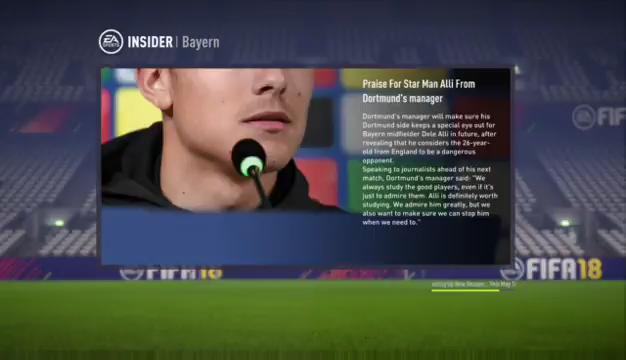 EA SPORTS INSIDER | Bayern
Praise For Star Man Alli From
Dortmund's manager
Dortmund's manager will make sure his
Dortmund side keeps a special eye out for
Bayern midfielder Dele Alli in future, after
revealing that he considers the 26-year-
old from England to be a dangerous
opponent.
Speaking to journalists ahead of his next
match, Dortmund's manager said: "We
always study the good players, even if it's
just to admire them. Alli is definitely worth
studying. We admire him greatly, but we
also want to make sure we can stop him
when we need to."
FIFA 18
FIFA 18
New Season... This May